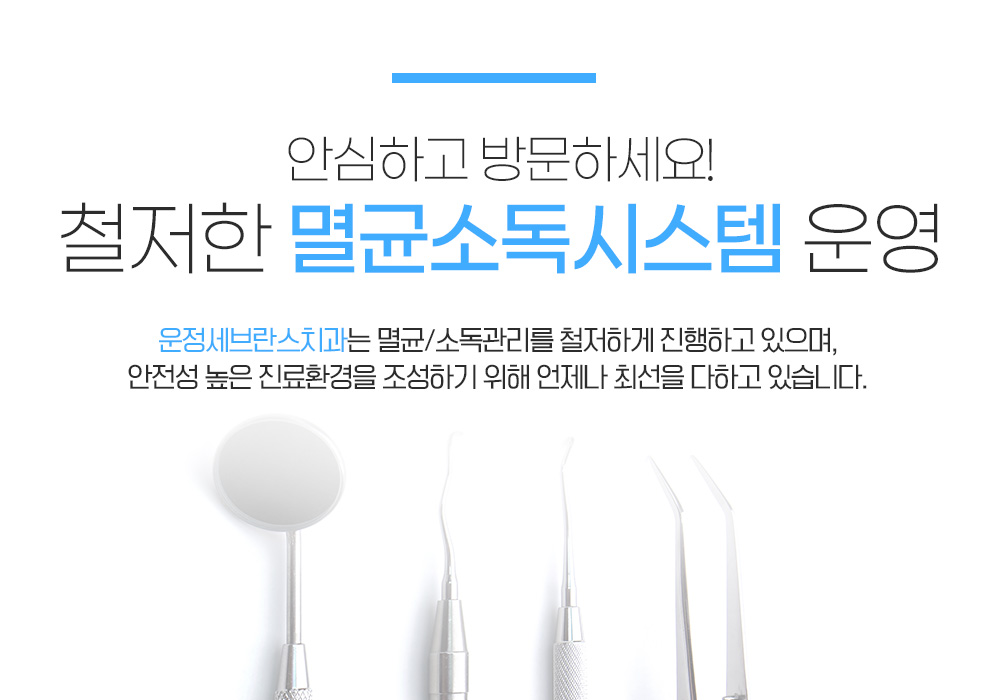 안심하고 방문하세요!
철저한 멸균소독시스템 운영
운정세브란스치과는 멸균/소독관리를 철저하게 진행하고 있으며,
안전성 높은 진료환경을 조성하기 위해 언제나 최선을 다하고 있습니다.